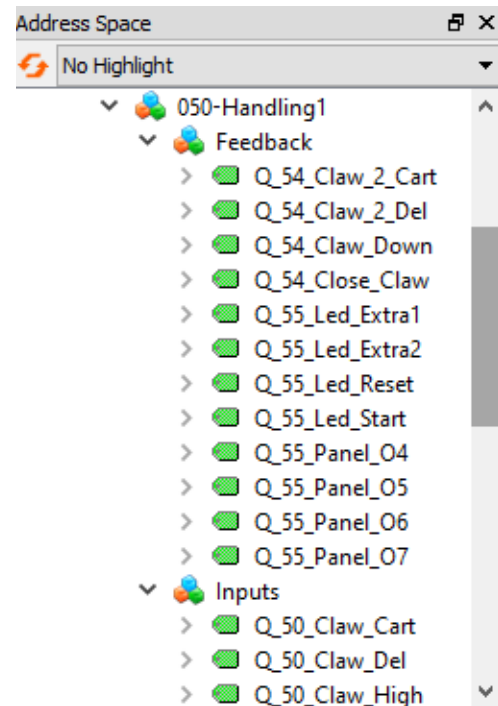 Address Space
No Highlight
050-Handling1
Feedback
Q_54_Claw_2_Cart
Q_54_Claw_2_Del
Q_54_Claw_Down
Q_54_Close_Claw
Q_55_Led_Extra1
Q_55_Led_Extra2
Q_55_Led_Reset
Q_55_Led_Start
Q_55_Panel_O4
Q_55_Panel_O5
Q_55_Panel_O6
Q_55_Panel_O7
Inputs
Q_50_Claw_Cart
Q_50_Claw_Del
Q_50_Claw_High